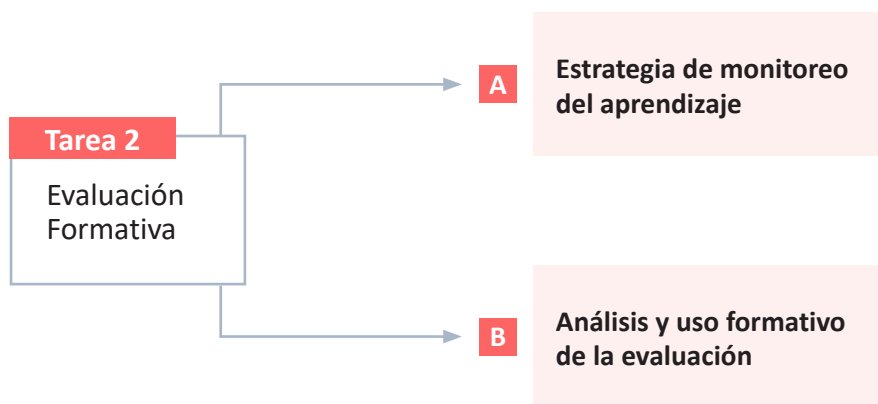 Tarea 2
Evaluación
Formativa
A
Estrategia de monitoreo
del aprendizaje
B
Análisis y uso formativo
de la evaluación